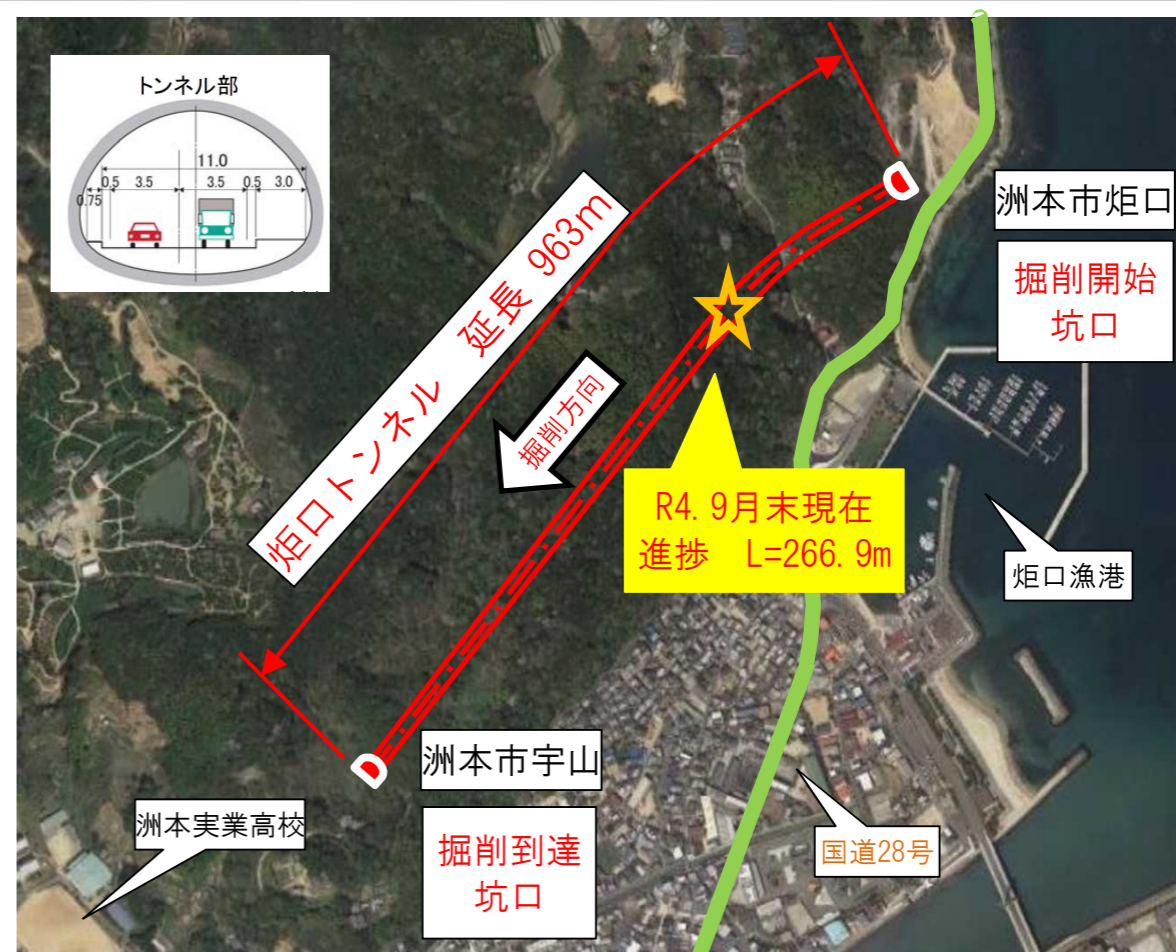 トンネル部
11.0
0.5 3.5 3.5 0.5 3.0
0.75
炬口トンネル 延長 963m
掘削方向
洲本市炬口
掘削開始
坑口
R4.9月末現在
進捗 L=266.9m
炬口漁港
洲本市宇山
掘削到達
坑口
洲本実業高校
国道28号